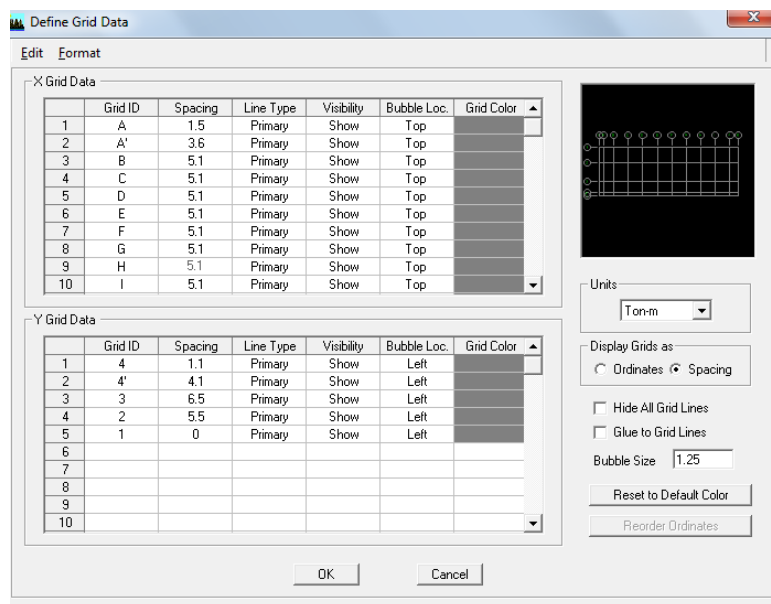 Define Grid Data
Edit Format
X Grid Data
Grid ID Spacing Line Type Visibility Bubble Loc. Grid Color
1 A 1.5 Primary Show Top
2 A' 3.6 Primary Show Top
3 B 5.1 Primary Show Top
4 C 5.1 Primary Show Top
5 D 5.1 Primary Show Top
6 E 5.1 Primary Show Top
7 F 5.1 Primary Show Top
8 G 5.1 Primary Show Top
9 H 5.1 Primary Show Top
10 I 5.1 Primary Show Top
Y Grid Data
Grid ID Spacing Line Type Visibility Bubble Loc. Grid Color
1 4 1.1 Primary Show Left
2 4' 4.1 Primary Show Left
3 3 6.5 Primary Show Left
4 2 5.5 Primary Show Left
5 1 0 Primary Show Left
6
7
8
9
10
Units
Ton-m
Display Grids as
Ordinates Spacing
Hide All Grid Lines
Glue to Grid Lines
Bubble Size 1.25
Reset to Default Color
Reorder Ordinates
OK Cancel